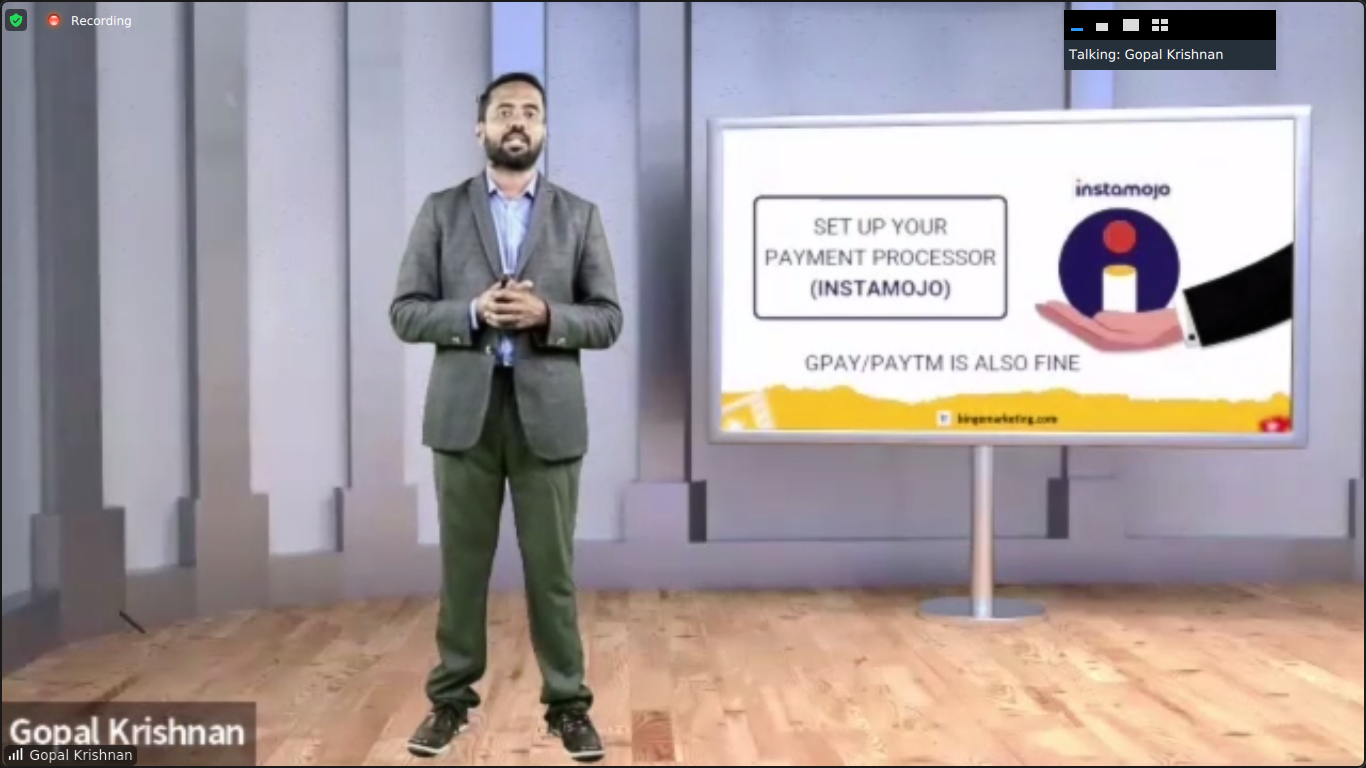 Recording
Talking: Gopal Krishnan
instamojo
SET UP YOUR
PAYMENT PROCESSOR
(INSTAMOJO)
GPAY/PAYTM IS ALSO FINE
bingemarketing.com
Gopal Krishnan
Gopal Krishnan